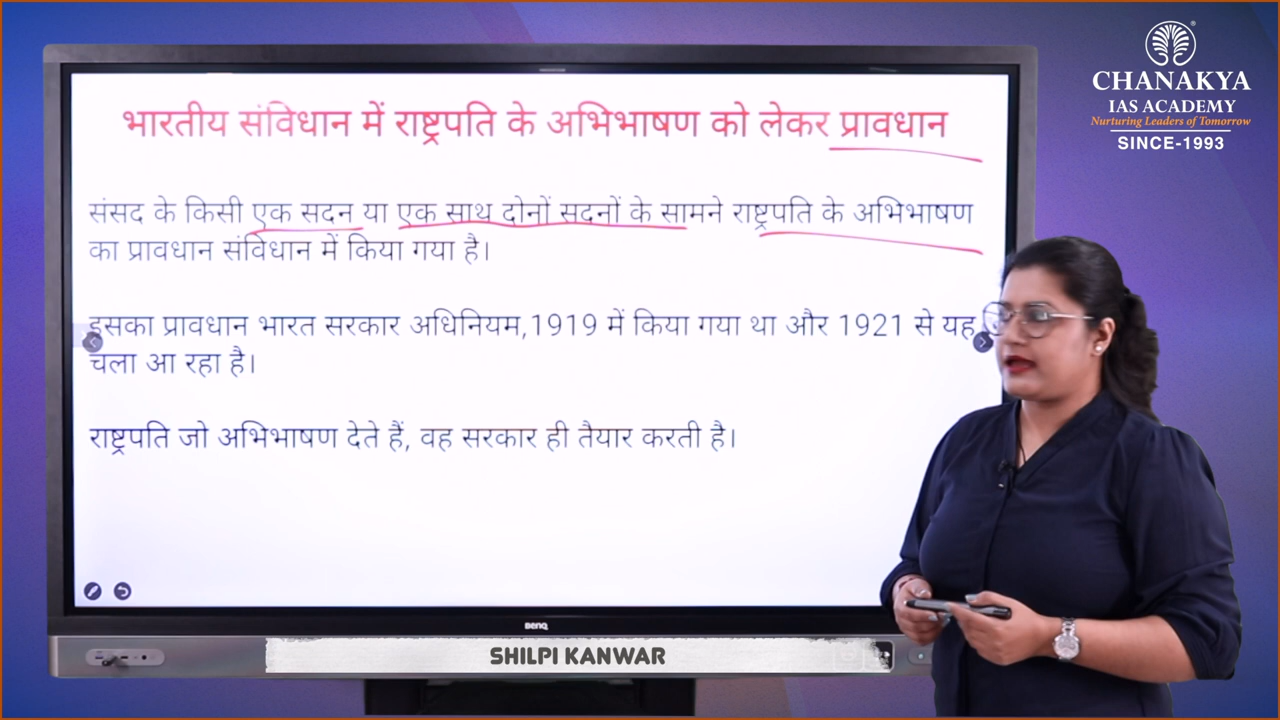 भारतीय संविधान में राष्ट्रपति के अभिभाषण को लेकर प्रावधान
संसद के किसी एक सदन या एक साथ दोनों सदनों के सामने राष्ट्रपति के अभिभाषण
का प्रावधान संविधान में किया गया है।
इसका प्रावधान भारत सरकार अधिनियम,1919 में किया गया था और 1921 से यह
चला आ रहा है।
राष्ट्रपति जो अभिभाषण देते हैं, वह सरकार ही तैयार करती है।
BenQ
SHILPI KANWAR
CHANAKYA
IAS ACADEMY
Nurturing Leaders of Tomorrow
SINCE-1993